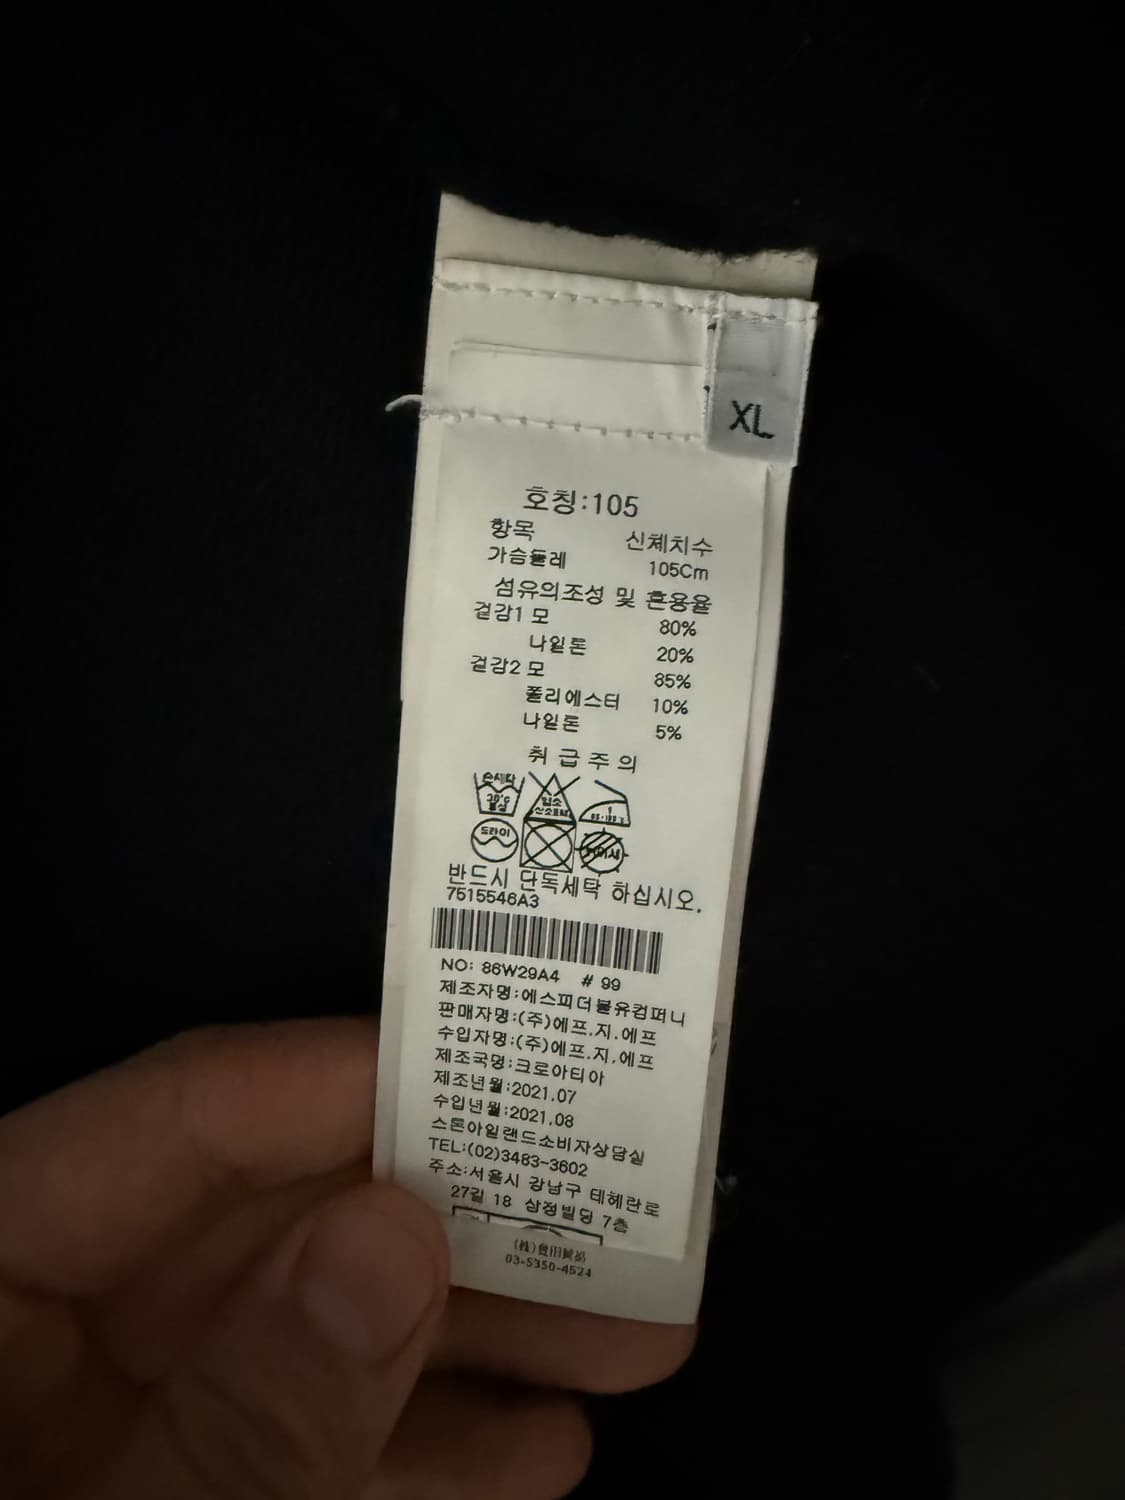 XL
호칭:105
항목 신체치수
가슴둘레 105Cm
섬유의조성 및 혼용율
겉감1 모 80%
나일론 20%
겉감2 모 85%
폴리에스터 10%
나일론 5%
취 급 주 의
손세탁
드라이
반드시 단독세탁 하십시오.
7515546A3
NO: 86W29A4 # 99
제조자명:에스피더블유컴퍼니
판매자명:(주)에프.지.에프
수입자명:(주)에프.지.에프
제조국명:크로아티아
제조년월:2021.07
수입년월:2021.08
스톤아일랜드소비자상담실
TEL:(02)3483-3602
주소:서울시 강남구 테헤란로
27길 18 삼정빌딩 7층
03-5350-4524